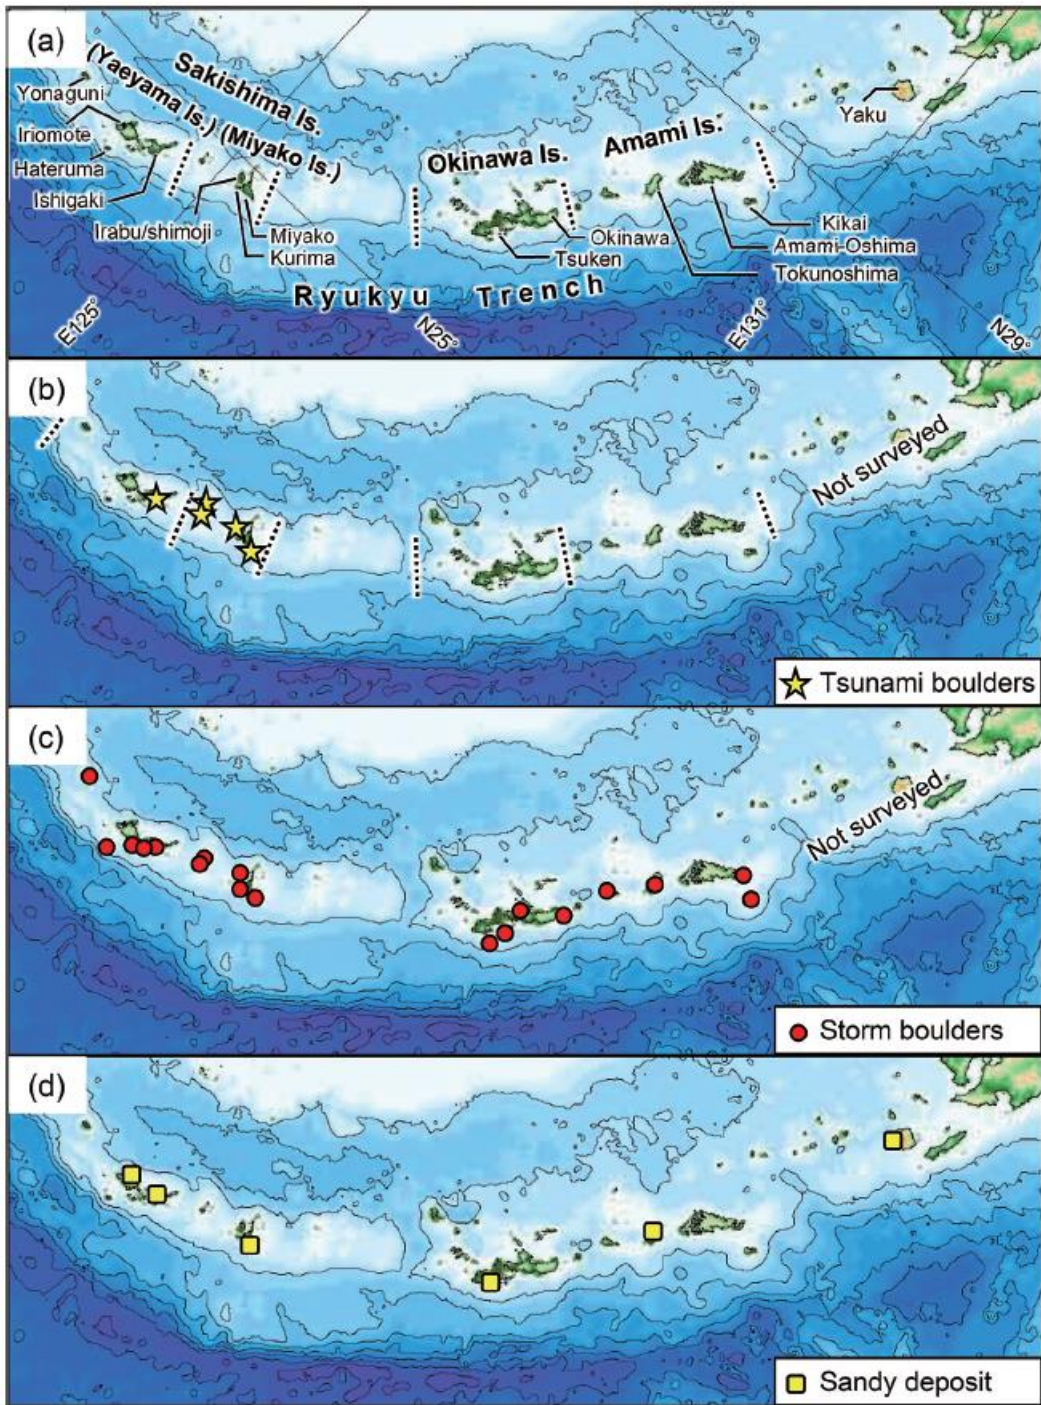 (a)
(Yaeyama Is.)
Sakishima Is.
(Miyako Is.)
Yonaguni
Iriomote
Hateruma
Ishigaki
Irabu/shimoji
Miyako
Kurima
Okinawa Is.
Amami Is.
Yaku
Okinawa
Tsuken
Kikai
Amami-Oshima
Tokunoshima
Ryukyu Trench
E125°
N25°
E131°
N29°
(b)
Not surveyed
Tsunami boulders
(c)
Not surveyed
Storm boulders
(d)
Sandy deposit